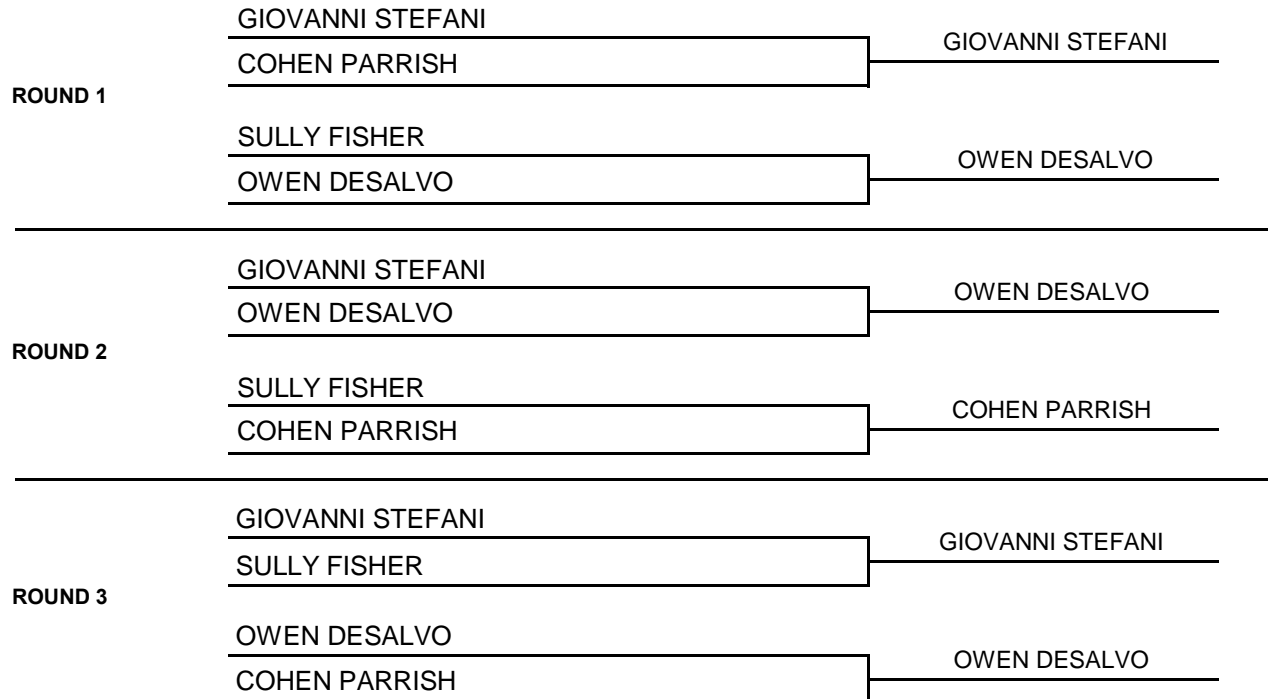 GIOVANNI STEFANI
GIOVANNI STEFANI
COHEN PARRISH
ROUND 1
SULLY FISHER
OWEN DESALVO
OWEN DESALVO
GIOVANNI STEFANI
OWEN DESALVO
OWEN DESALVO
ROUND 2
SULLY FISHER
COHEN PARRISH
COHEN PARRISH
GIOVANNI STEFANI
GIOVANNI STEFANI
SULLY FISHER
ROUND 3
OWEN DESALVO
OWEN DESALVO
COHEN PARRISH